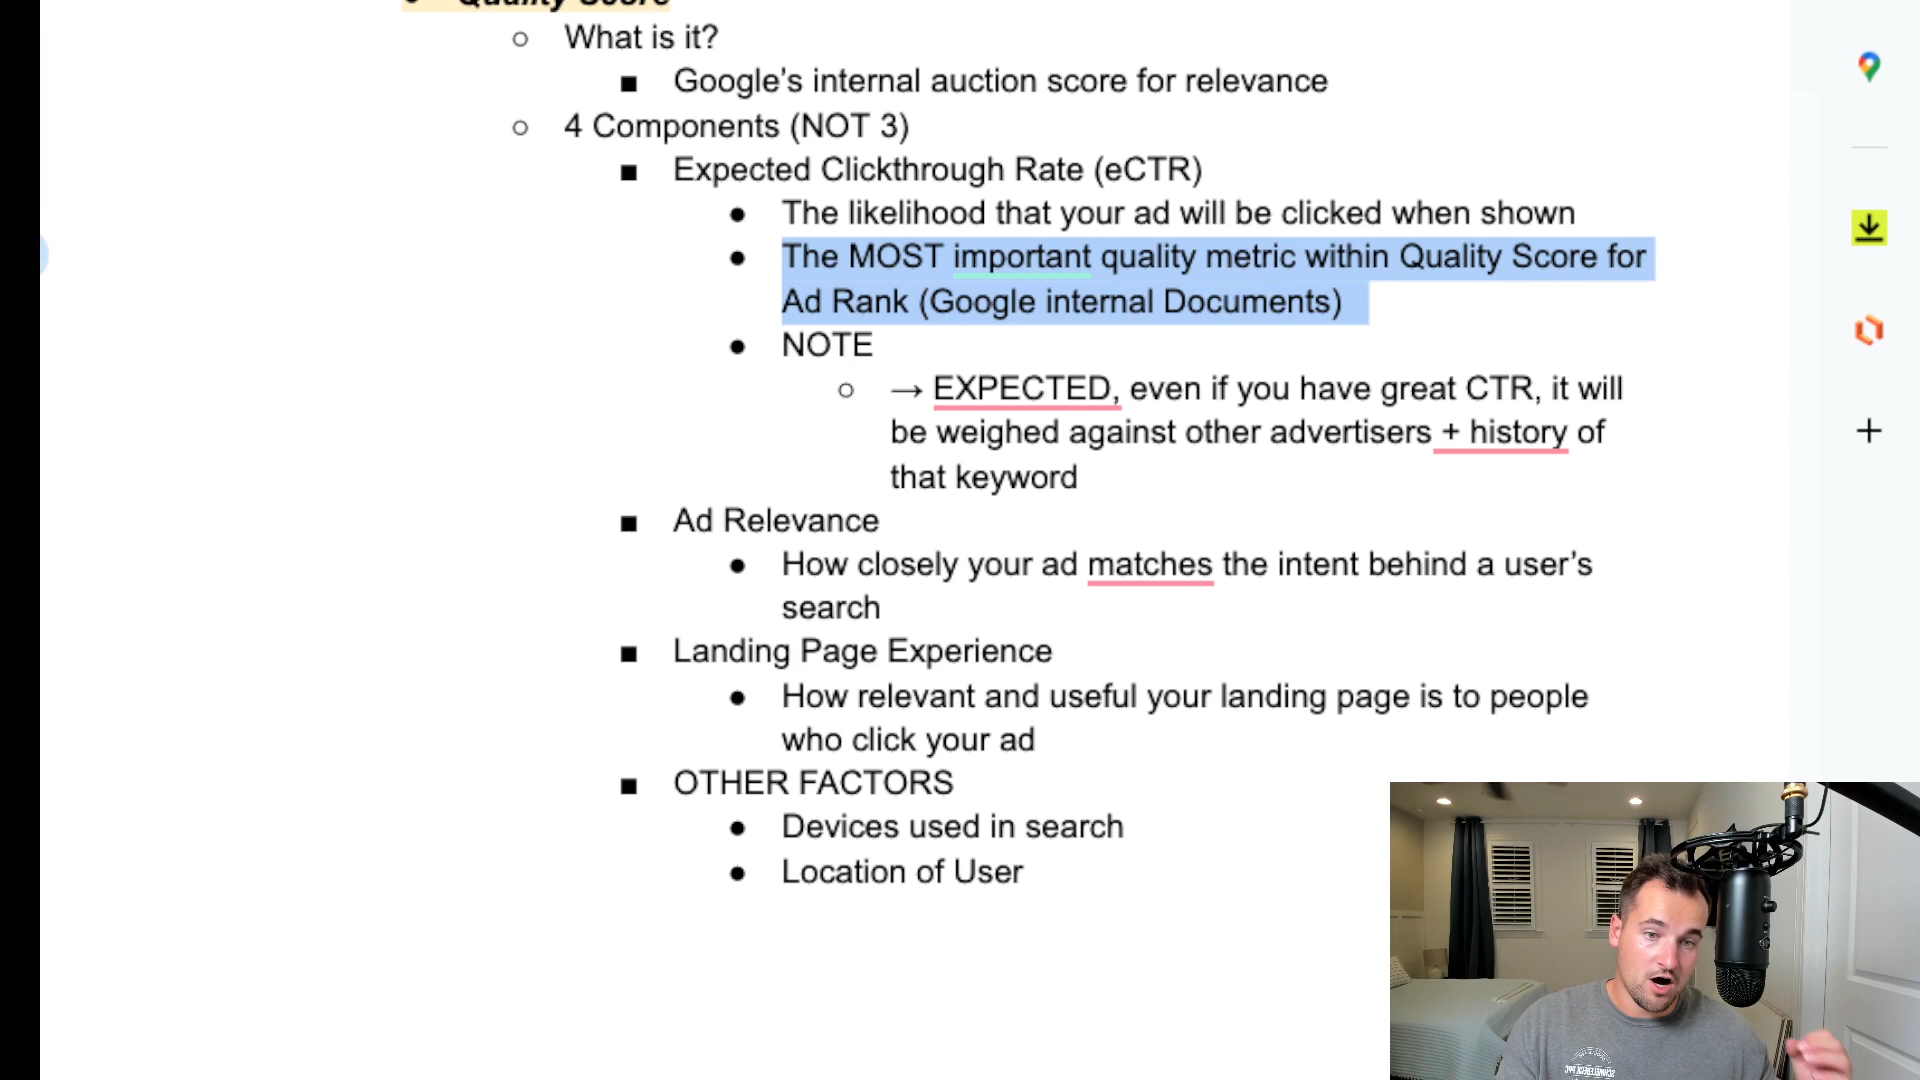 Quality Score
What is it?
Google's internal auction score for relevance
4 Components (NOT 3)
Expected Clickthrough Rate (eCTR)
The likelihood that your ad will be clicked when shown
The MOST important quality metric within Quality Score for
Ad Rank (Google internal Documents)
NOTE
→ EXPECTED, even if you have great CTR, it will
be weighed against other advertisers + history of
that keyword
Ad Relevance
How closely your ad matches the intent behind a user's
search
Landing Page Experience
How relevant and useful your landing page is to people
who click your ad
OTHER FACTORS
Devices used in search
Location of User